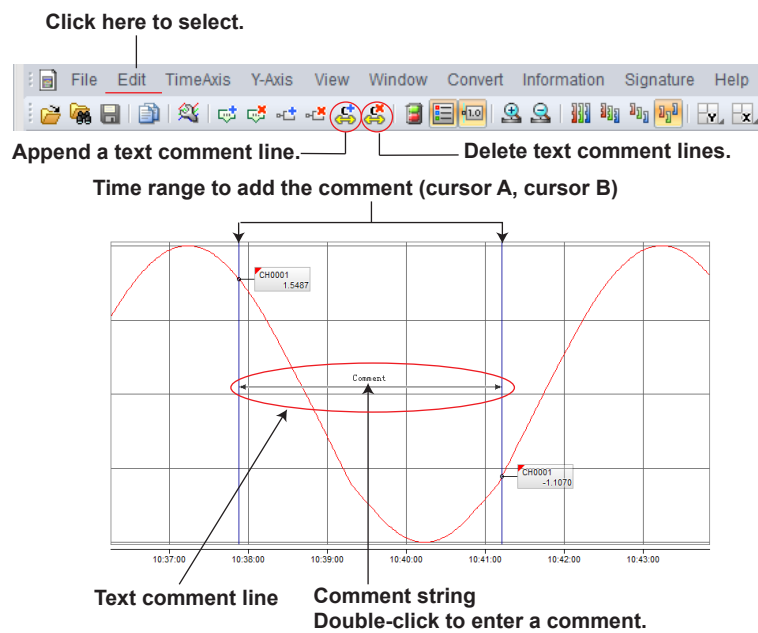 Click here to select.
File Edit TimeAxis Y-Axis View Window Convert Information Signature Help
Append a text comment line.
Delete text comment lines.
Time range to add the comment (cursor A, cursor B)
CH0001
1.5487
Comment
CH0001
-1.1070
10:37:00 10:38:00 10:39:00 10:40:00 10:41:00 10:42:00 10:43:00
Text comment line
Comment string
Double-click to enter a comment.